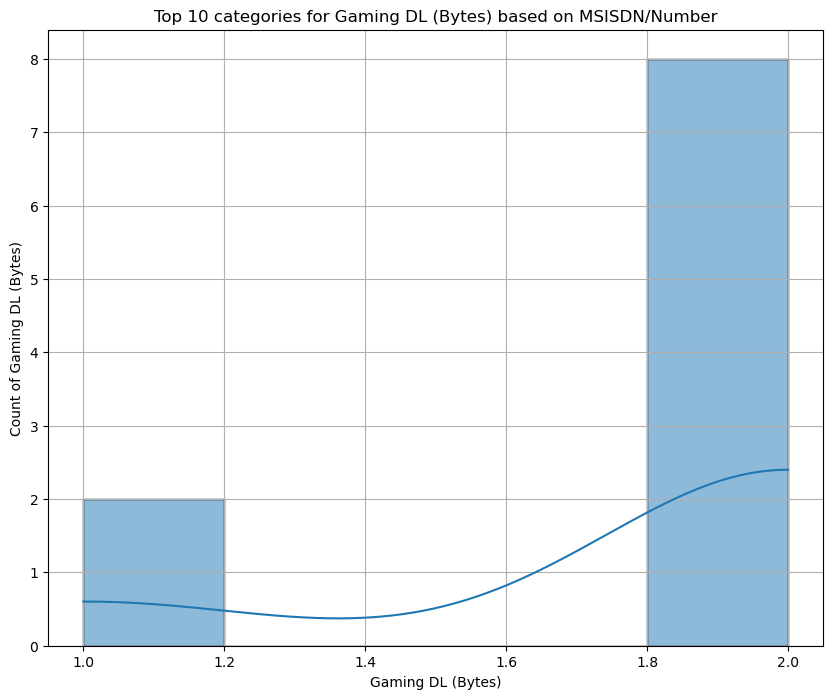 Top 10 categories for Gaming DL (Bytes) based on MSISDN/Number
Count of Gaming DL (Bytes)
8
7
6
5
4
3
2
1
0
1.0 1.2 1.4 1.6 1.8 2.0
Gaming DL (Bytes)